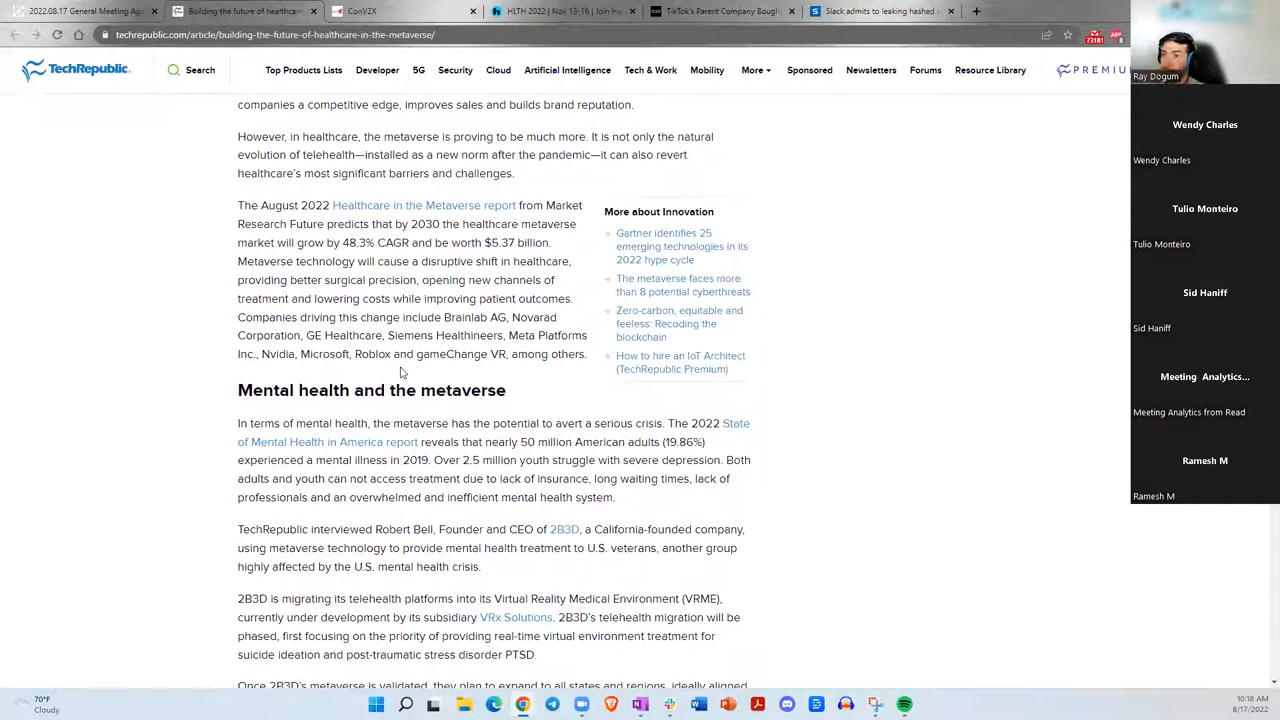 2022.08.17 General Meeting Age
Building the future of healthcar
ConV2X
HLTH 2022 | Nov 13-16 | Join He
TikTok's Parent Company Bough
Slack admits to leaking hashed
techrepublic.com/article/building-the-future-of-healthcare-in-the-metaverse/
73181
TechRepublic.
Search
Top Products Lists
Developer
5G
Security
Cloud
Artificial Intelligence
Tech & Work
Mobility
More
Sponsored
Newsletters
Forums
Resource Library
PREMIU
companies a competitive edge, improves sales and builds brand reputation.
However, in healthcare, the metaverse is proving to be much more. It is not only the natural
evolution of telehealth—installed as a new norm after the pandemic—it can also revert
healthcare's most significant barriers and challenges.
The August 2022 Healthcare in the Metaverse report from Market
Research Future predicts that by 2030 the healthcare metaverse
market will grow by 48.3% CAGR and be worth $5.37 billion.
Metaverse technology will cause a disruptive shift in healthcare,
providing better surgical precision, opening new channels of
treatment and lowering costs while improving patient outcomes.
Companies driving this change include Brainlab AG, Novarad
Corporation, GE Healthcare, Siemens Healthineers, Meta Platforms
Inc., Nvidia, Microsoft, Roblox and gameChange VR, among others.
More about Innovation
Gartner identifies 25
emerging technologies in its
2022 hype cycle
The metaverse faces more
than 8 potential cyberthreats
Zero-carbon, equitable and
feeless: Recoding the
blockchain
How to hire an IoT Architect
(TechRepublic Premium)
Mental health and the metaverse
In terms of mental health, the metaverse has the potential to avert a serious crisis. The 2022 State
of Mental Health in America report reveals that nearly 50 million American adults (19.86%)
experienced a mental illness in 2019. Over 2.5 million youth struggle with severe depression. Both
adults and youth can not access treatment due to lack of insurance, long waiting times, lack of
professionals and an overwhelmed and inefficient mental health system.
TechRepublic interviewed Robert Bell, Founder and CEO of 2B3D, a California-founded company,
using metaverse technology to provide mental health treatment to U.S. veterans, another group
highly affected by the U.S. mental health crisis.
2B3D is migrating its telehealth platforms into its Virtual Reality Medical Environment (VRME),
currently under development by its subsidiary VRx Solutions. 2B3D's telehealth migration will be
phased, first focusing on the priority of providing real-time virtual environment treatment for
suicide ideation and post-traumatic stress disorder PTSD.
Once 2B3D's metaverse is validated, they plan to expand to all states and regions, ideally aligned
Ray Dogum
Wendy Charles
Wendy Charles
Tulio Monteiro
Tulio Monteiro
Sid Haniff
Sid Haniff
Meeting Analytics...
Meeting Analytics from Read
Ramesh M
Ramesh M
70°F
Cloudy
10:18 AM
8/17/2022